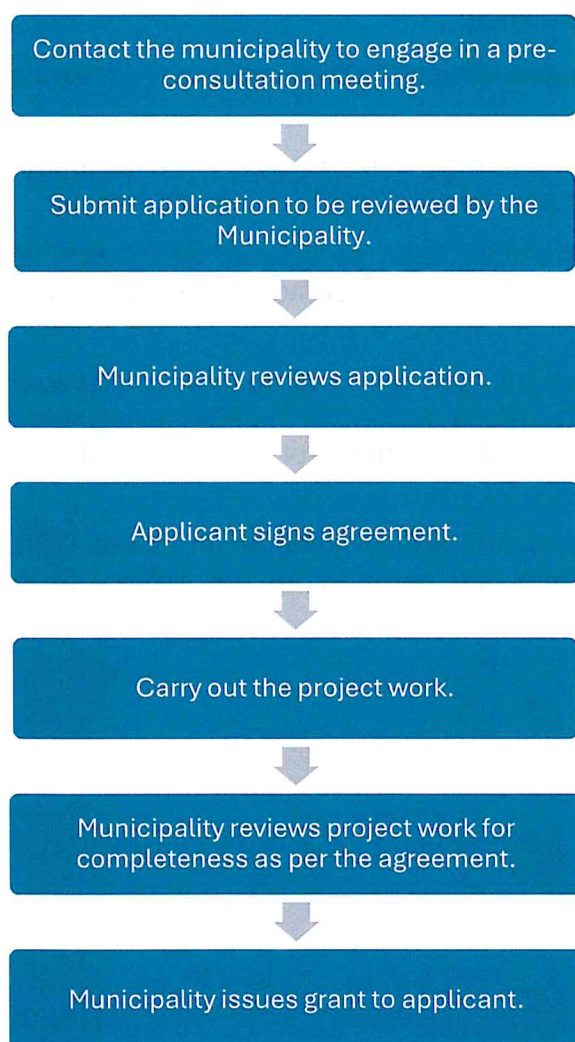 Contact the municipality to engage in a pre-
consultation meeting.
Submit application to be reviewed by the
Municipality.
Municipality reviews application.
Applicant signs agreement.
Carry out the project work.
Municipality reviews project work for
completeness as per the agreement.
Municipality issues grant to applicant.